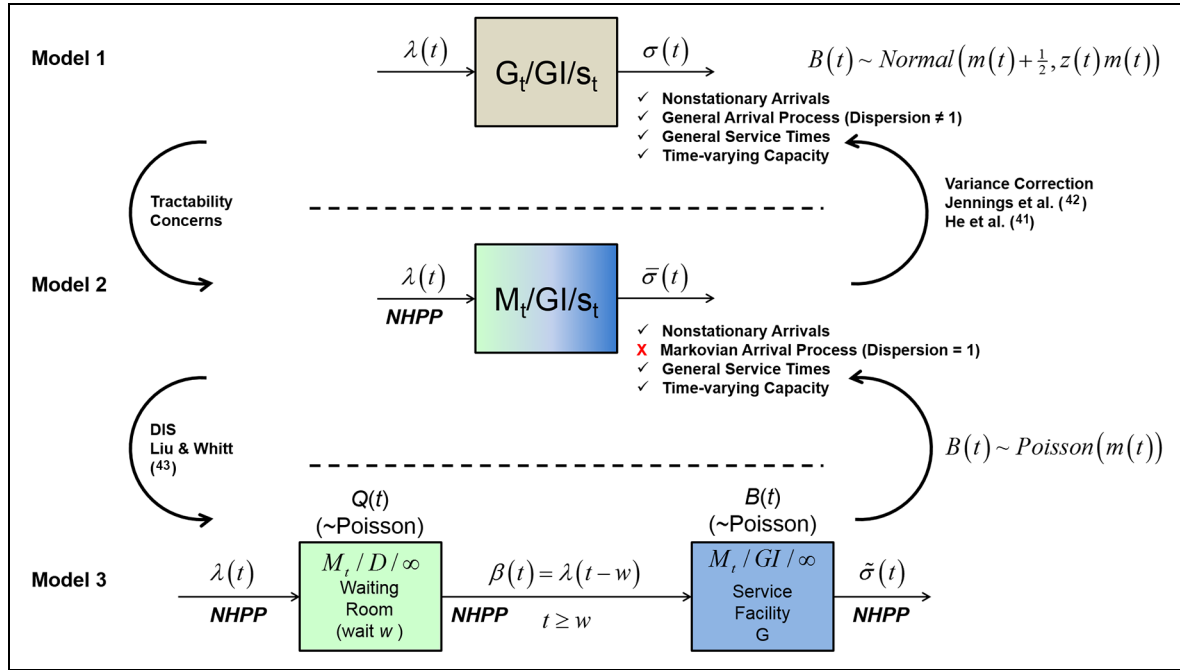 Model 1
λ(t)
G_t/GI/s_t
σ(t)
B(t) ~ Normal(m(t)+½, z(t)m(t))
✓ Nonstationary Arrivals
✓ General Arrival Process (Dispersion ≠ 1)
✓ General Service Times
✓ Time-varying Capacity
Tractability
Concerns
Variance Correction
Jennings et al. (⁴²)
He et al. (⁴¹)
Model 2
λ(t)
NHPP
M_t/GI/s_t
σ̄(t)
✓ Nonstationary Arrivals
X Markovian Arrival Process (Dispersion = 1)
✓ General Service Times
✓ Time-varying Capacity
DIS
Liu & Whitt
(⁴³)
B(t) ~ Poisson(m(t))
Model 3
λ(t)
NHPP
Q(t)
(~Poisson)
M_t / D / ∞
Waiting
Room
(wait w )
β(t) = λ(t−w)
NHPP
t ≥ w
B(t)
(~Poisson)
M_t / GI / ∞
Service
Facility
G
σ̃(t)
NHPP